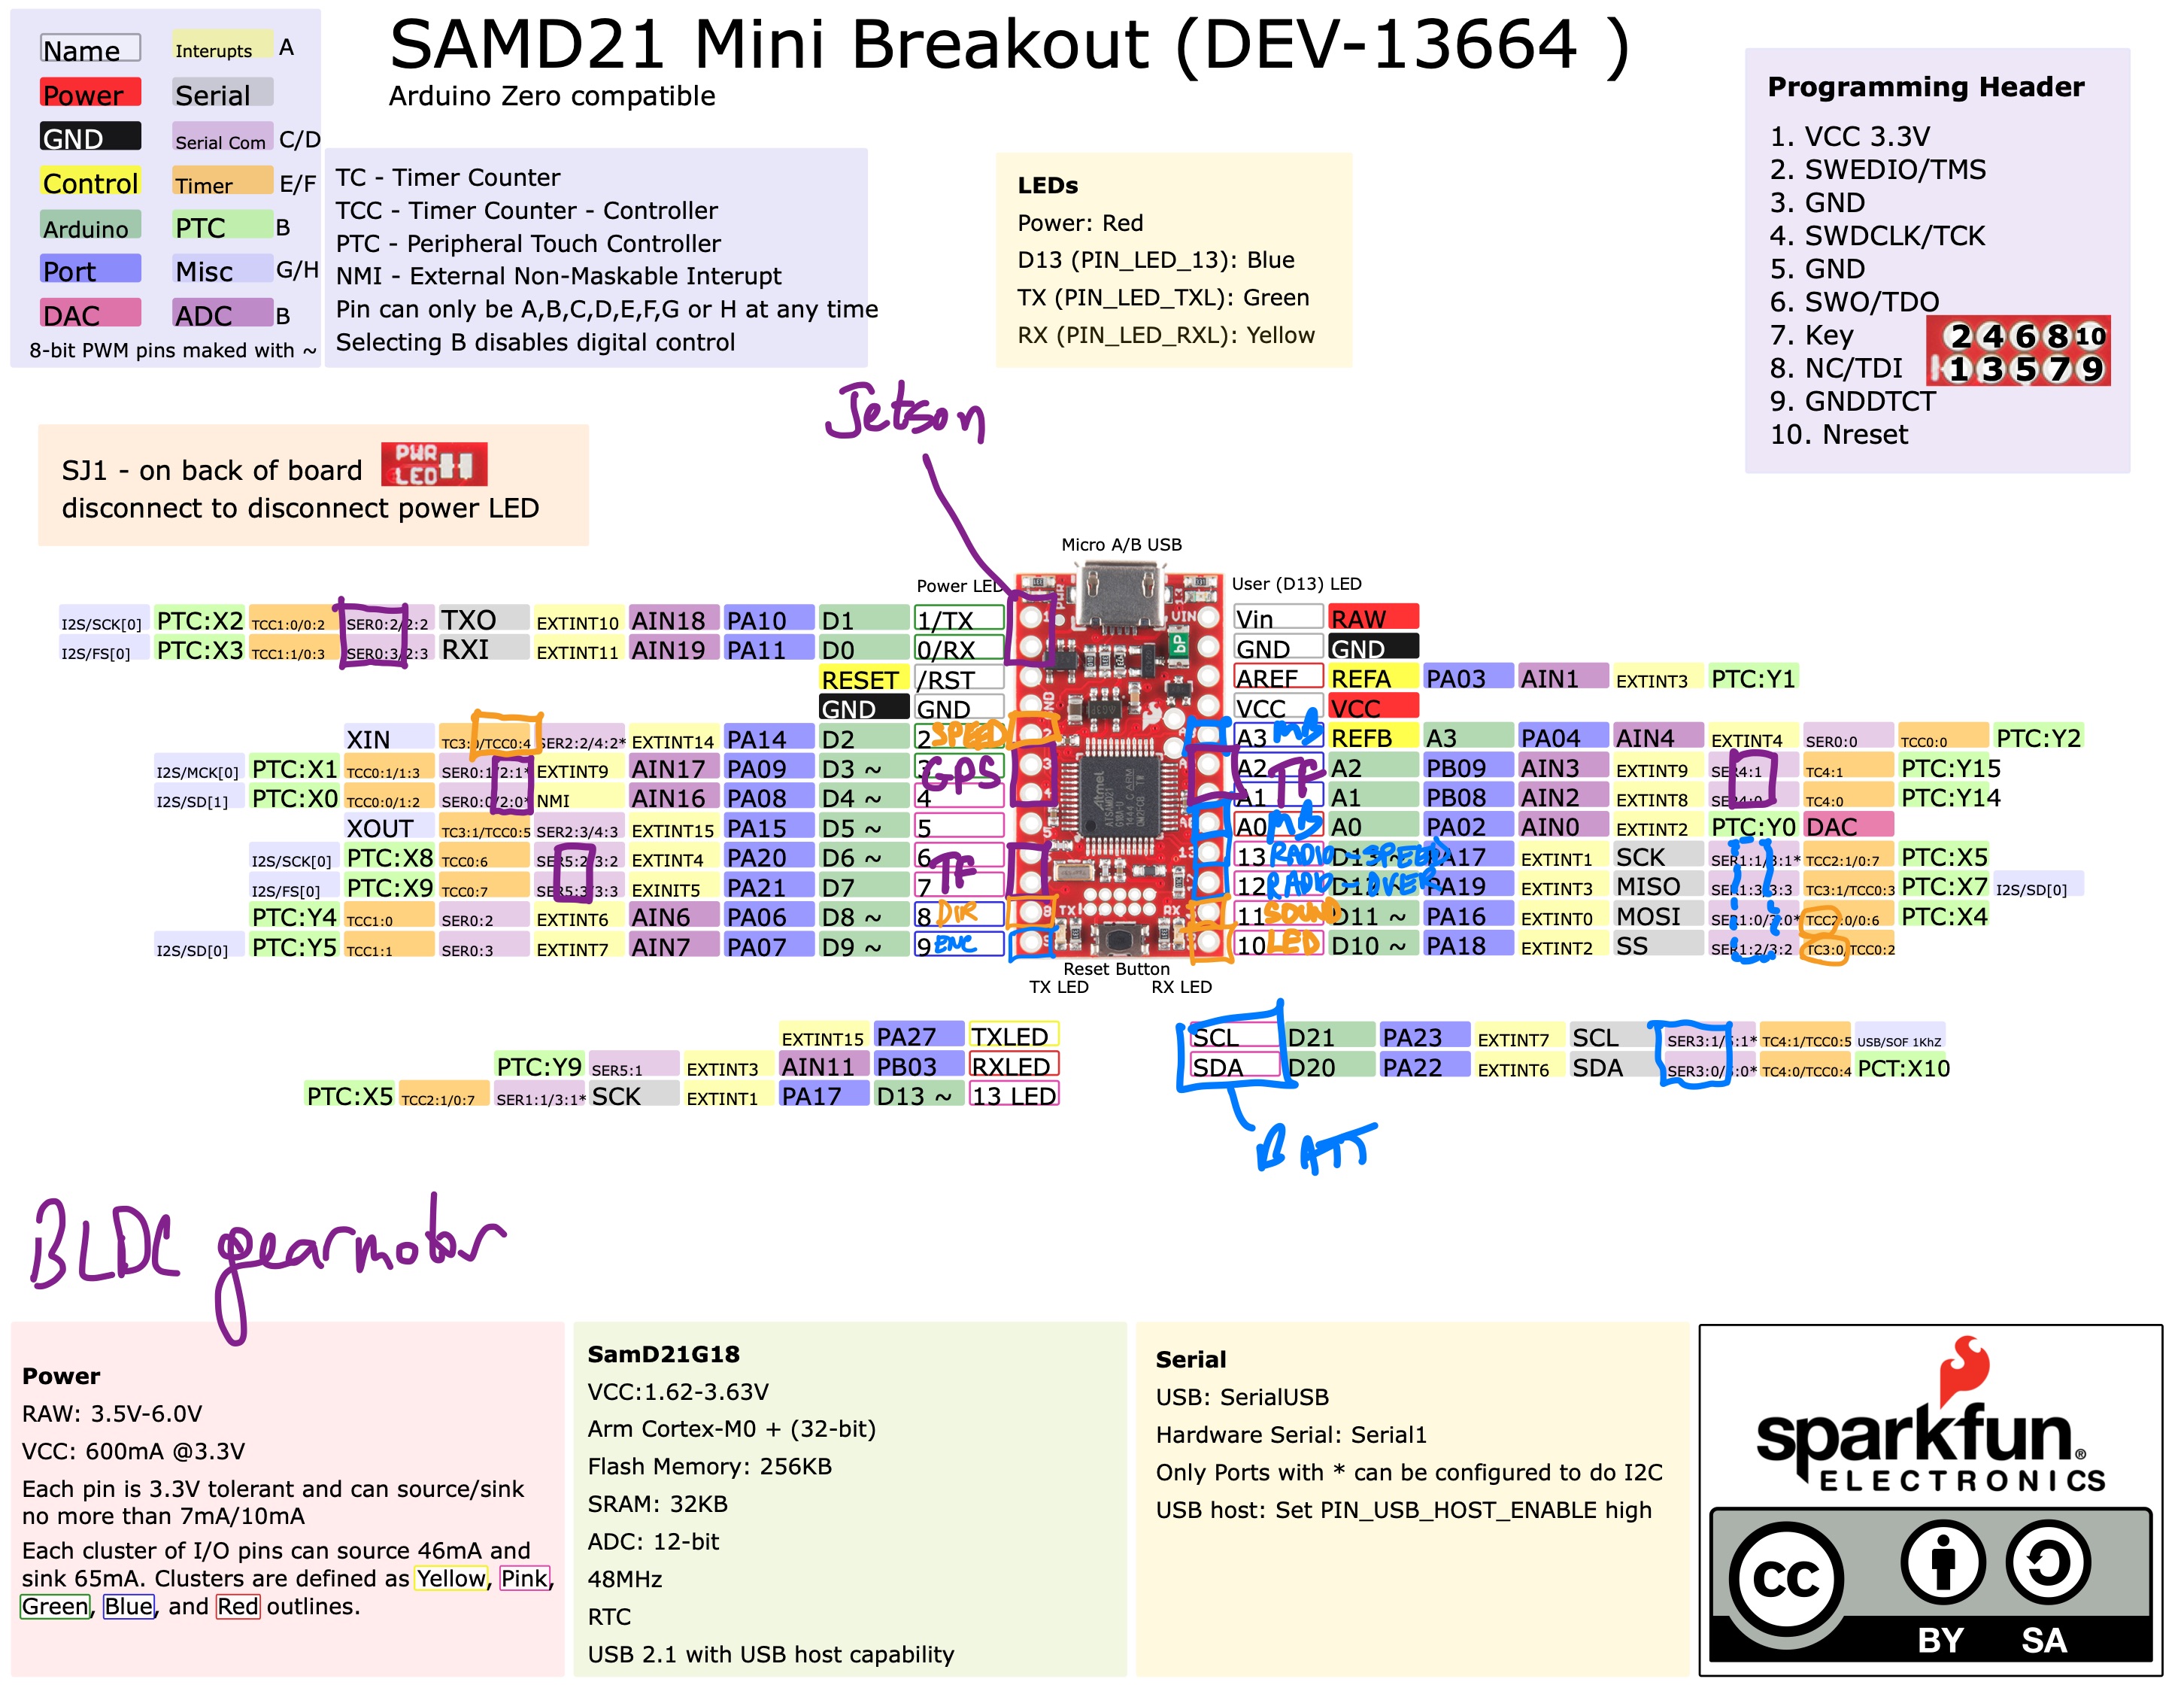 SAMD21 Mini Breakout (DEV-13664 )
Arduino Zero compatible
Name Interupts A
Power Serial
GND Serial Com C/D
Control Timer E/F
Arduino PTC B
Port Misc G/H
DAC ADC B
8-bit PWM pins maked with ~
TC - Timer Counter
TCC - Timer Counter - Controller
PTC - Peripheral Touch Controller
NMI - External Non-Maskable Interupt
Pin can only be A,B,C,D,E,F,G or H at any time
Selecting B disables digital control
LEDs
Power: Red
D13 (PIN_LED_13): Blue
TX (PIN_LED_TXL): Green
RX (PIN_LED_RXL): Yellow
Programming Header
1. VCC 3.3V
2. SWEDIO/TMS
3. GND
4. SWDCLK/TCK
5. GND
6. SWO/TDO
7. Key
8. NC/TDI
9. GNDDTCT
10. Nreset
2 4 6 8 10
1 3 5 7 9
Jetson
SJ1 - on back of board
PWR LED
disconnect to disconnect power LED
Micro A/B USB
Power LED
User (D13) LED
I2S/SCK[0] PTC:X2 TCC1:0/0:2 SER0:2/2:2 TXO EXTINT10 AIN18 PA10 D1 1/TX
I2S/FS[0] PTC:X3 TCC1:1/0:3 SER0:3/2:3 RXI EXTINT11 AIN19 PA11 D0 0/RX
RESET /RST
GND GND
XIN TC3:0/TCC0:4 SER2:2/4:2* EXTINT14 PA14 D2 2 SPEED
I2S/MCK[0] PTC:X1 TCC0:1/1:3 SER0:1/2:1* EXTINT9 AIN17 PA09 D3 ~ 3 GPS
I2S/SD[1] PTC:X0 TCC0:0/1:2 SER0:0/2:0* NMI AIN16 PA08 D4 ~ 4
XOUT TC3:1/TCC0:5 SER2:3/4:3 EXTINT15 PA15 D5 ~ 5
I2S/SCK[0] PTC:X8 TCC0:6 SER5:2/3:2 EXTINT4 PA20 D6 ~ 6 TF
I2S/FS[0] PTC:X9 TCC0:7 SER5:3/3:3 EXINIT5 PA21 D7 7
PTC:Y4 TCC1:0 SER0:2 EXTINT6 AIN6 PA06 D8 ~ 8 DIR
I2S/SD[0] PTC:Y5 TCC1:1 SER0:3 EXTINT7 AIN7 PA07 D9 ~ 9 ENC
Vin RAW
GND GND
AREF REFA PA03 AIN1 EXTINT3 PTC:Y1
VCC VCC
A3 MB REFB A3 PA04 AIN4 EXTINT4 SER0:0 TCC0:0 PTC:Y2
A2 TF A2 PB09 AIN3 EXTINT9 SER4:1 TC4:1 PTC:Y15
A1 A1 PB08 AIN2 EXTINT8 SER4:0 TC4:0 PTC:Y14
A0 MB A0 PA02 AIN0 EXTINT2 PTC:Y0 DAC
13 RADIO-SPEED D13 ~ PA17 EXTINT1 SCK SER1:1/3:1* TCC2:1/0:7 PTC:X5
12 RADIO-OVER D12 ~ PA19 EXTINT3 MISO SER1:3/3:3 TC3:1/TCC0:3 PTC:X7 I2S/SD[0]
11 SOUND D11 ~ PA16 EXTINT0 MOSI SER1:0/3:0* TCC2:0/0:6 PTC:X4
10 LED D10 ~ PA18 EXTINT2 SS SER1:2/3:2 TC3:0/TCC0:2
Reset Button
TX LED RX LED
EXTINT15 PA27 TXLED
PTC:Y9 SER5:1 EXTINT3 AIN11 PB03 RXLED
PTC:X5 TCC2:1/0:7 SER1:1/3:1* SCK EXTINT1 PA17 D13 ~ 13 LED
SCL D21 PA23 EXTINT7 SCL SER3:1/5:1* TC4:1/TCC0:5 USB/SOF 1KhZ
SDA D20 PA22 EXTINT6 SDA SER3:0/5:0* TC4:0/TCC0:4 PCT:X10
BATT
BLDC gearmotor
Power
RAW: 3.5V-6.0V
VCC: 600mA @3.3V
Each pin is 3.3V tolerant and can source/sink
no more than 7mA/10mA
Each cluster of I/O pins can source 46mA and
sink 65mA. Clusters are defined as Yellow, Pink,
Green, Blue, and Red outlines.
SamD21G18
VCC:1.62-3.63V
Arm Cortex-M0 + (32-bit)
Flash Memory: 256KB
SRAM: 32KB
ADC: 12-bit
48MHz
RTC
USB 2.1 with USB host capability
Serial
USB: SerialUSB
Hardware Serial: Serial1
Only Ports with * can be configured to do I2C
USB host: Set PIN_USB_HOST_ENABLE high
sparkfun®
ELECTRONICS
cc
BY SA